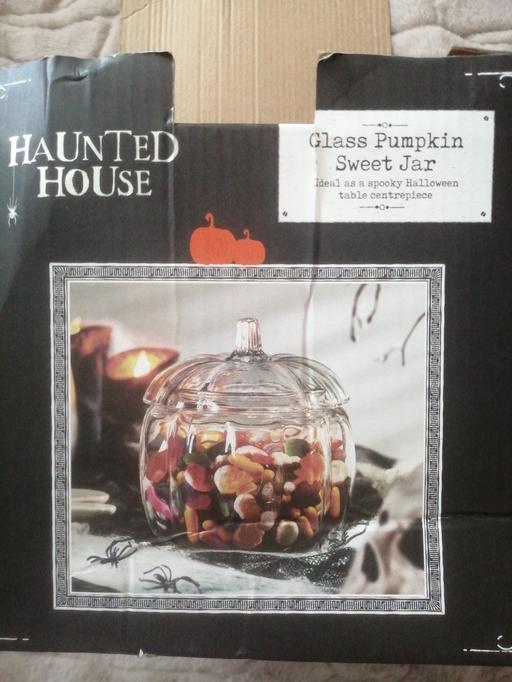 HAUNTED
HOUSE
Glass Pumpkin
Sweet Jar
Ideal as a spooky Halloween
table centrepiece